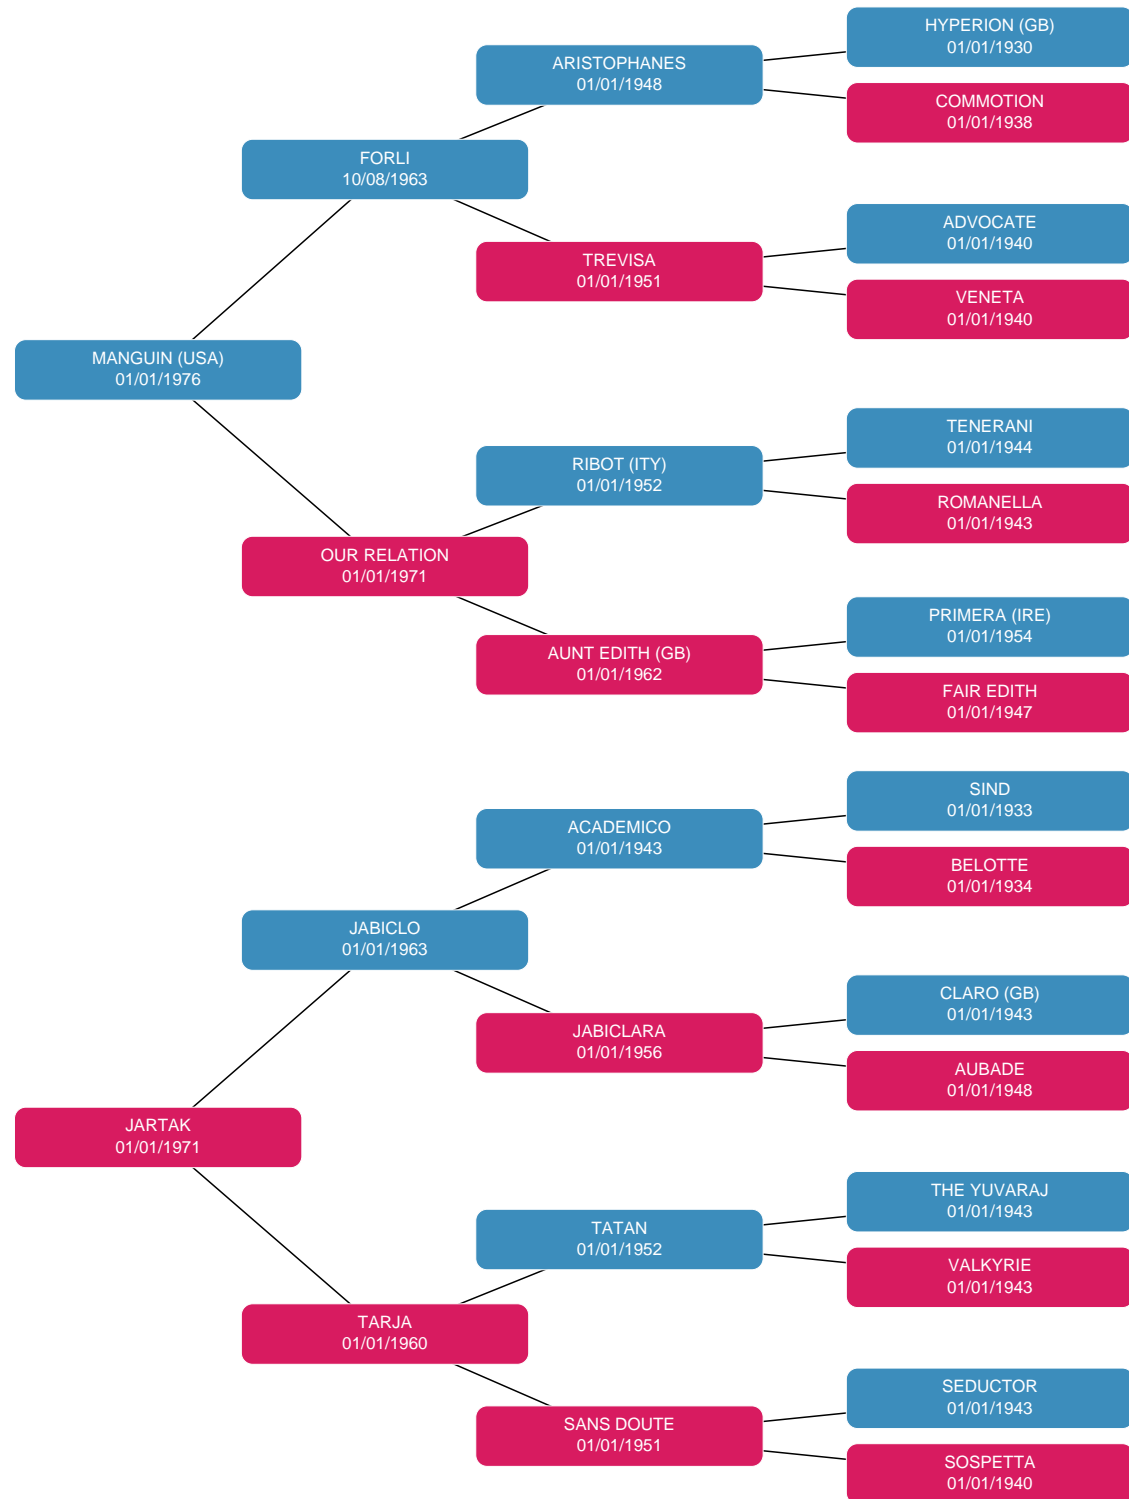 HYPERION (GB)
01/01/1930
ARISTOPHANES
01/01/1948
COMMOTION
01/01/1938
FORLI
10/08/1963
ADVOCATE
01/01/1940
TREVISA
01/01/1951
VENETA
01/01/1940
MANGUIN (USA)
01/01/1976
TENERANI
01/01/1944
RIBOT (ITY)
01/01/1952
ROMANELLA
01/01/1943
OUR RELATION
01/01/1971
PRIMERA (IRE)
01/01/1954
AUNT EDITH (GB)
01/01/1962
FAIR EDITH
01/01/1947
SIND
01/01/1933
ACADEMICO
01/01/1943
BELOTTE
01/01/1934
JABICLO
01/01/1963
CLARO (GB)
01/01/1943
JABICLARA
01/01/1956
AUBADE
01/01/1948
JARTAK
01/01/1971
THE YUVARAJ
01/01/1943
TATAN
01/01/1952
VALKYRIE
01/01/1943
TARJA
01/01/1960
SEDUCTOR
01/01/1943
SANS DOUTE
01/01/1951
SOSPETTA
01/01/1940